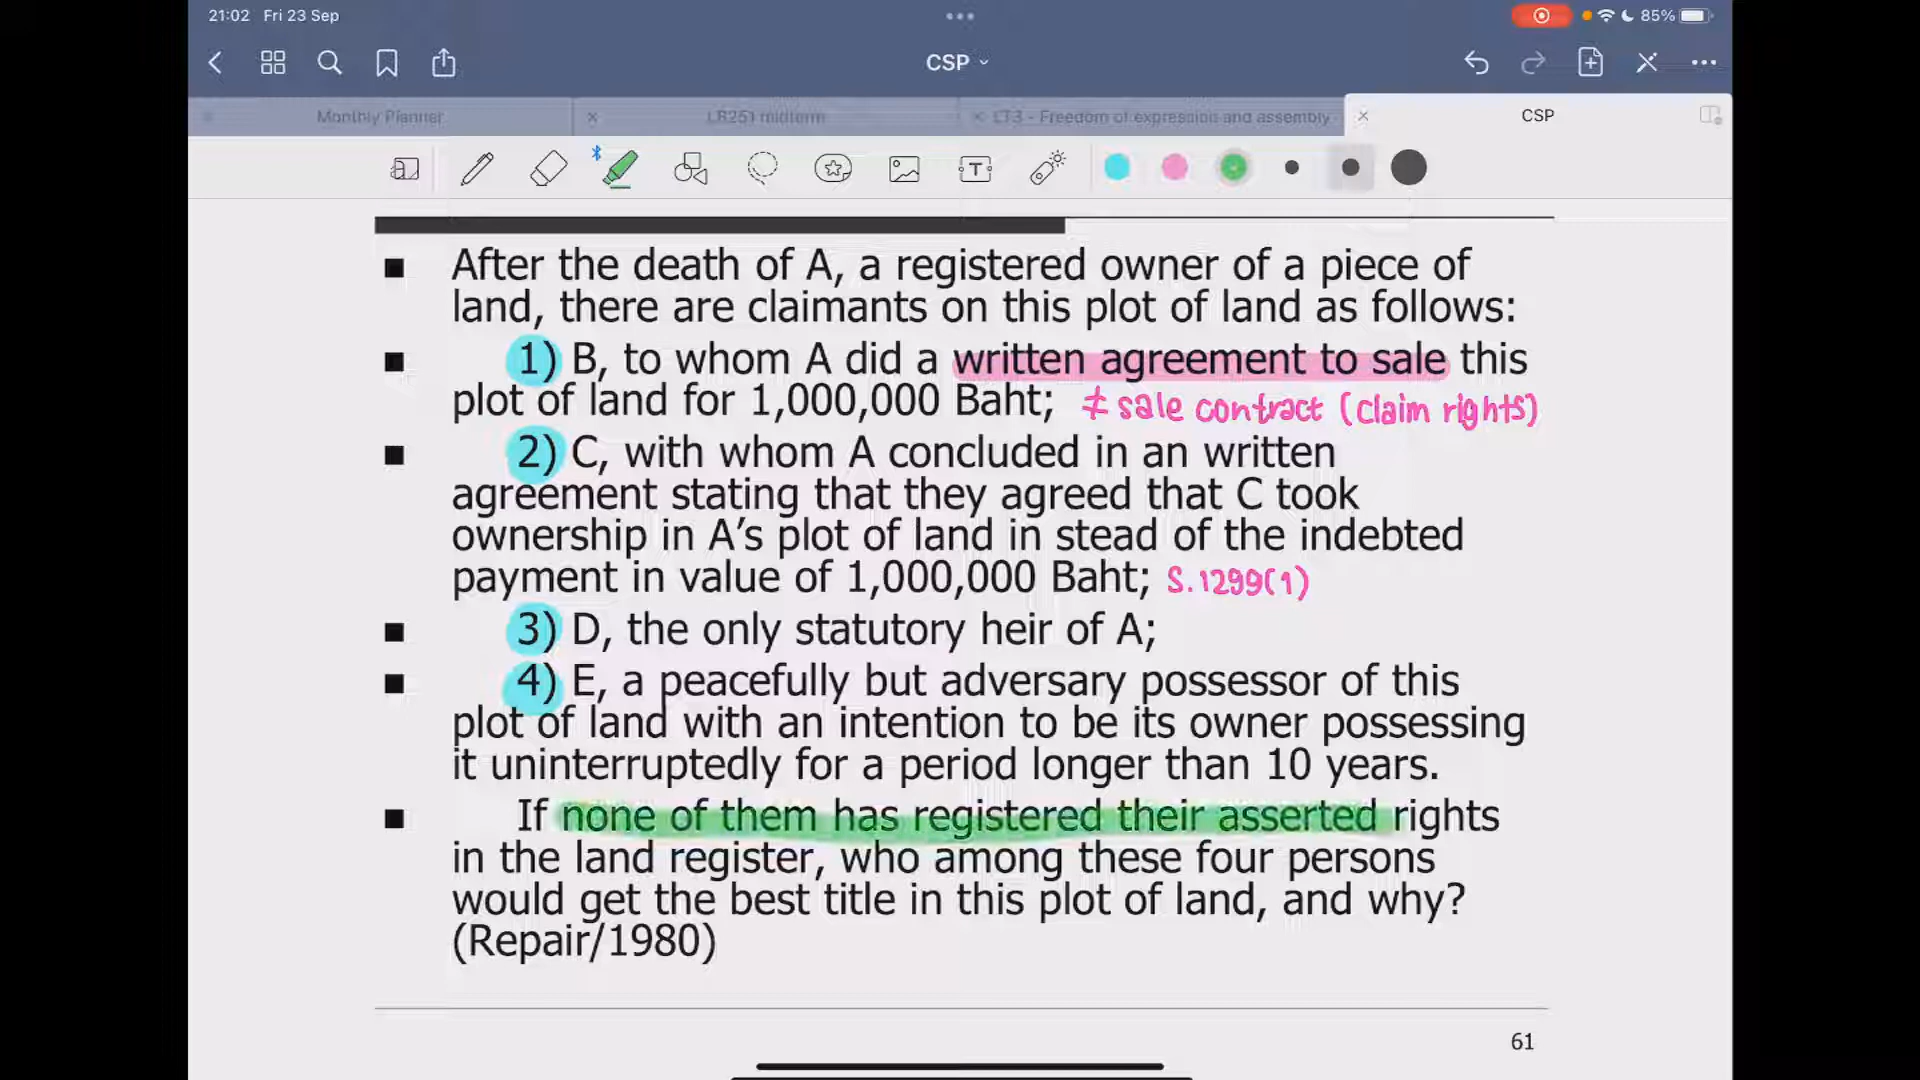 21:02 Fri 23 Sep
85%
CSP
Monthly Planner
LR251 midterm
LT3 - Freedom of expression and assembly
CSP
■ After the death of A, a registered owner of a piece of
land, there are claimants on this plot of land as follows:
■ 1) B, to whom A did a written agreement to sale this
plot of land for 1,000,000 Baht; ≠ sale contract (claim rights)
■ 2) C, with whom A concluded in an written
agreement stating that they agreed that C took
ownership in A's plot of land in stead of the indebted
payment in value of 1,000,000 Baht; S.1299(1)
■ 3) D, the only statutory heir of A;
■ 4) E, a peacefully but adversary possessor of this
plot of land with an intention to be its owner possessing
it uninterruptedly for a period longer than 10 years.
■ If none of them has registered their asserted rights
in the land register, who among these four persons
would get the best title in this plot of land, and why?
(Repair/1980)
61